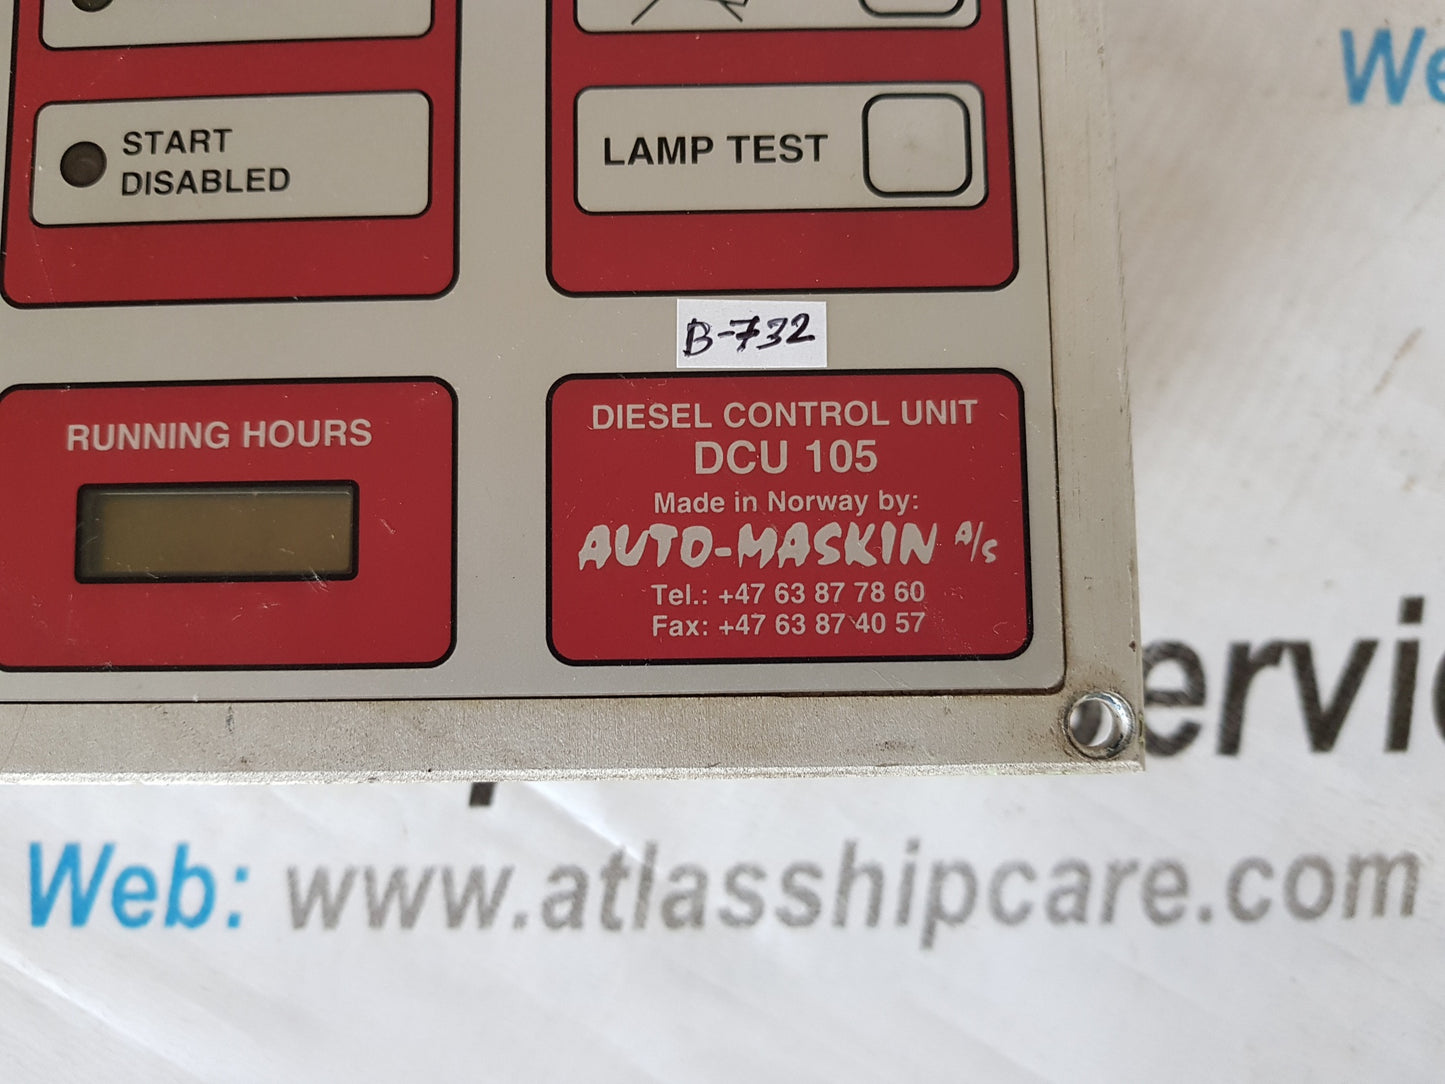 We
START
DISABLED
LAMP TEST
B-732
RUNNING HOURS
DIESEL CONTROL UNIT
DCU 105
Made in Norway by:
AUTO-MASKIN A/S
Tel.: +47 63 87 78 60
Fax: +47 63 87 40 57
ervic
Web: www.atlasshipcare.com